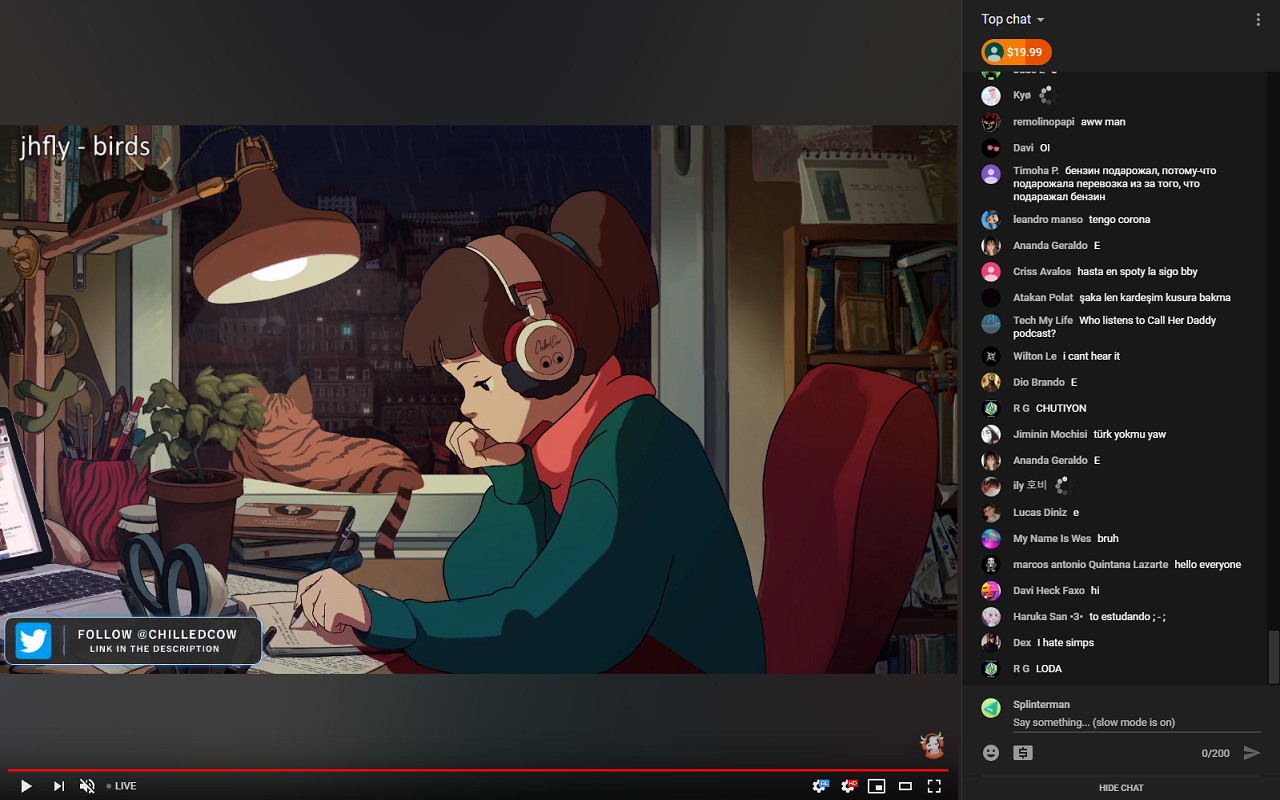 jhfly - birds
ChilledCow
FOLLOW @CHILLEDCOW
LINK IN THE DESCRIPTION
LIVE
HD
Top chat
$19.99
Kyø
remolinopapi aww man
Davi OI
Timoha P. бензин подарожал, потому-что
подарожала перевозка из за того, что
подаражал бензин
leandro manso tengo corona
Ananda Geraldo E
Criss Avalos hasta en spoty la sigo bby
Atakan Polat şaka len kardeşim kusura bakma
Tech My Life Who listens to Call Her Daddy
podcast?
Wilton Le i cant hear it
Dio Brando E
R G CHUTIYON
Jiminin Mochisi türk yokmu yaw
Ananda Geraldo E
ily 호비
Lucas Diniz e
My Name Is Wes bruh
marcos antonio Quintana Lazarte hello everyone
Davi Heck Faxo hi
Haruka San •3• to estudando ; - ;
Dex I hate simps
R G LODA
Splinterman
Say something... (slow mode is on)
0/200
HIDE CHAT